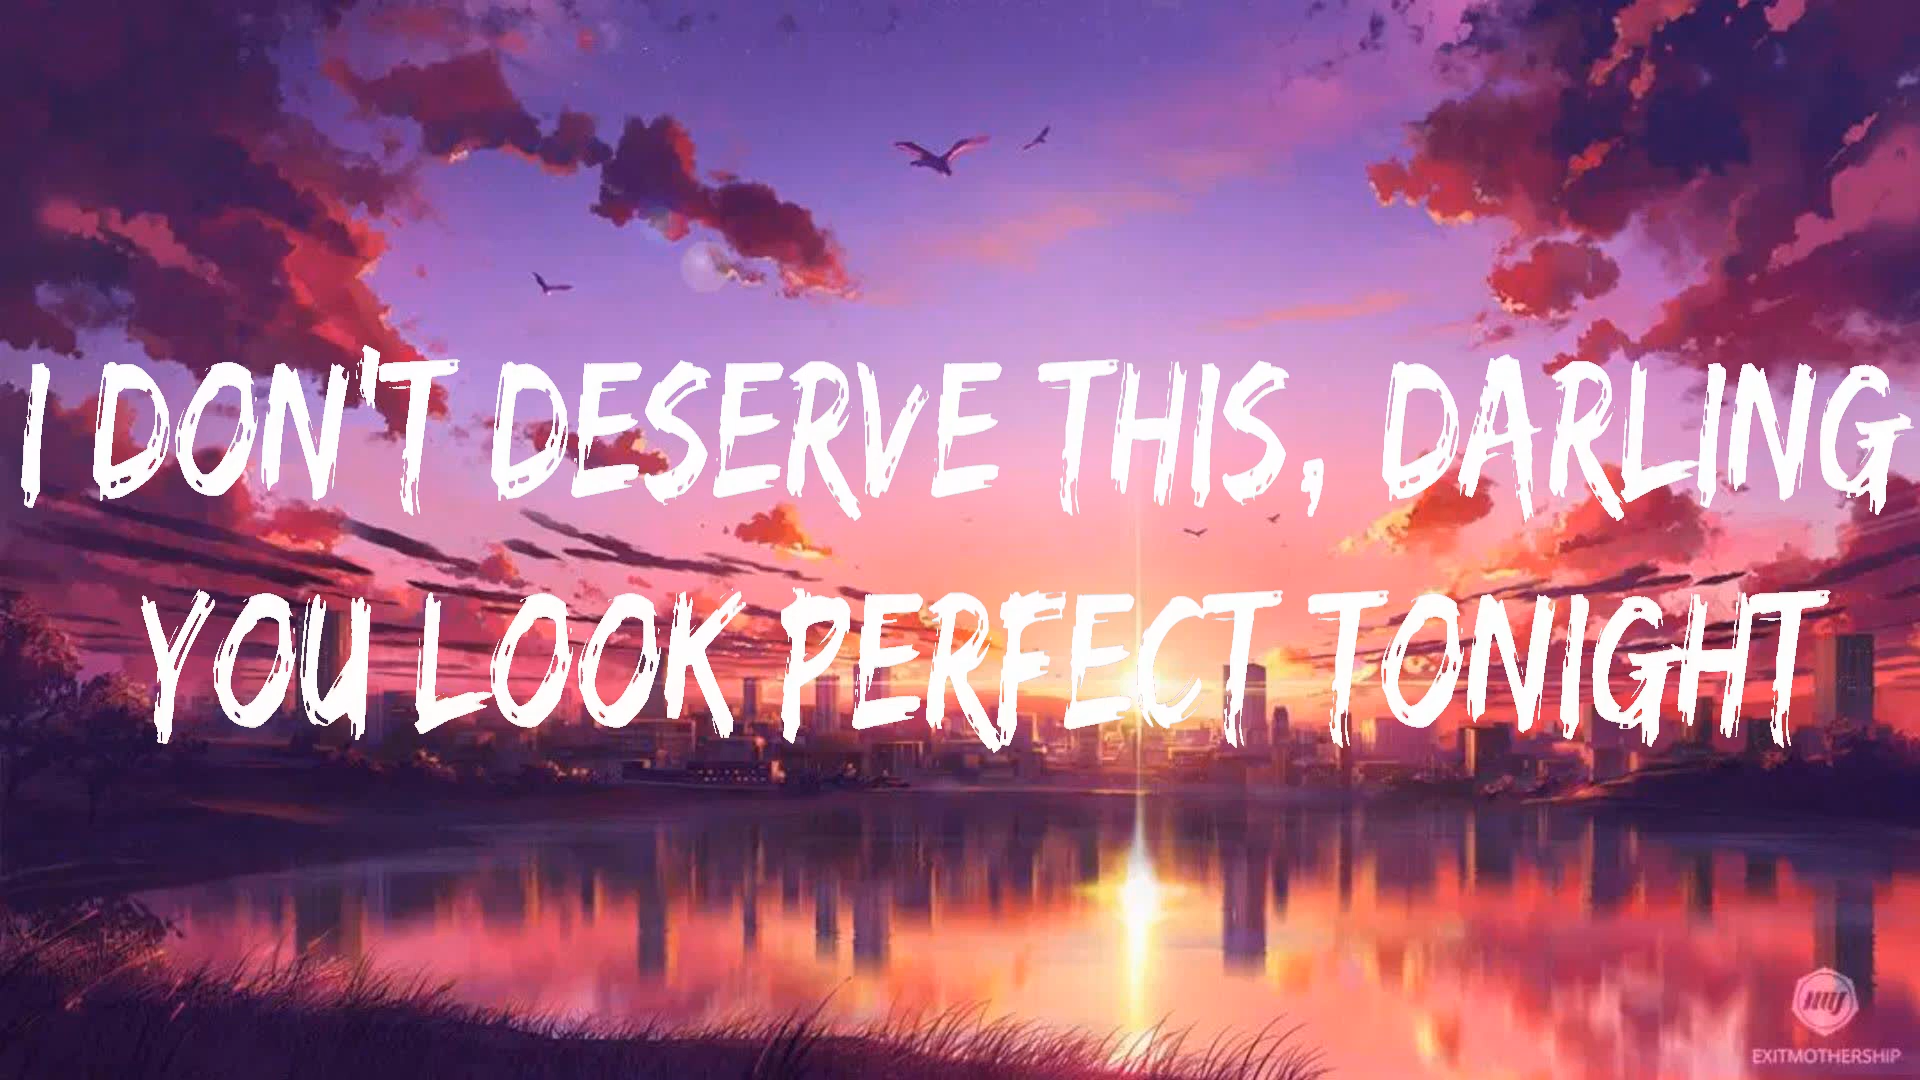 I DON'T DESERVE THIS, DARLING
YOU LOOK PERFECT TONIGHT
EXITMOTHERSHIP